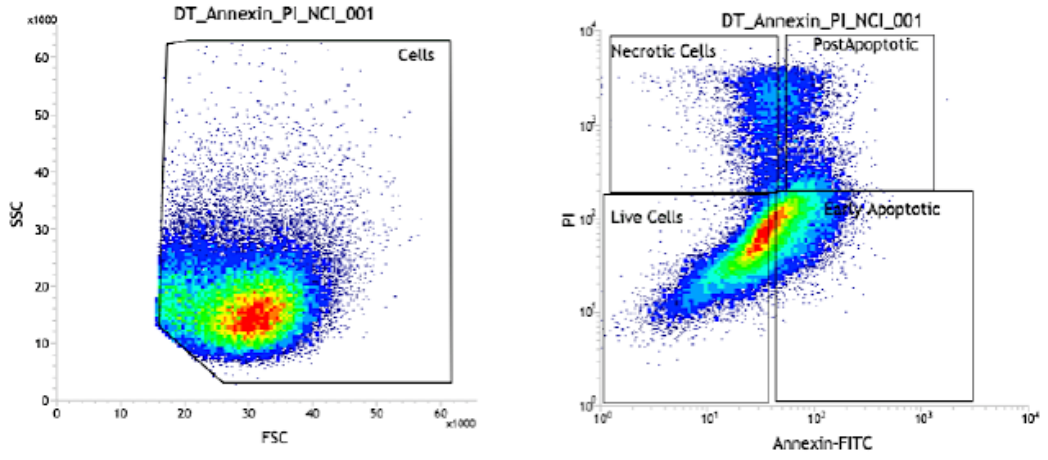 DT_Annexin_PI_NCI_001
x1000
Cells
60
50
40
30
20
10
0
SSC
0 10 20 30 40 50 60
x1000
FSC
DT_Annexin_PI_NCI_001
Necrotic Cells
PostApoptotic
Live Cells
Early Apoptotic
10⁴
10³
10²
10¹
10⁰
PI
10⁰ 10¹ 10² 10³ 10⁴
Annexin-FITC